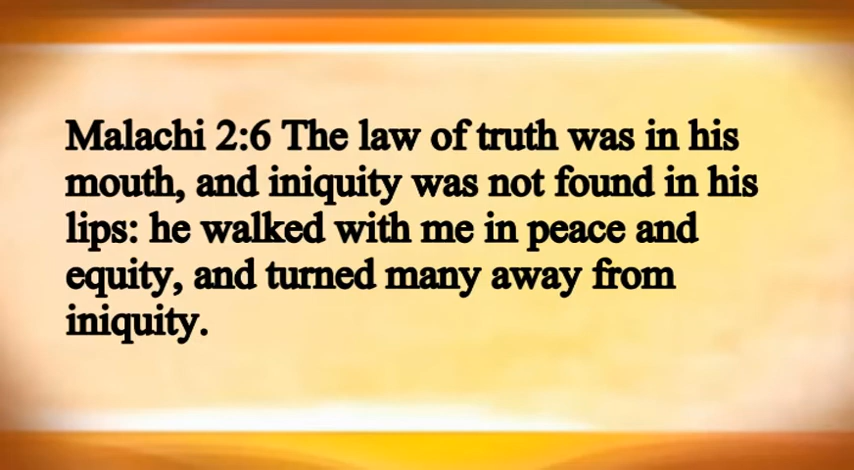 Malachi 2:6 The law of truth was in his
mouth, and iniquity was not found in his
lips: he walked with me in peace and
equity, and turned many away from
iniquity.